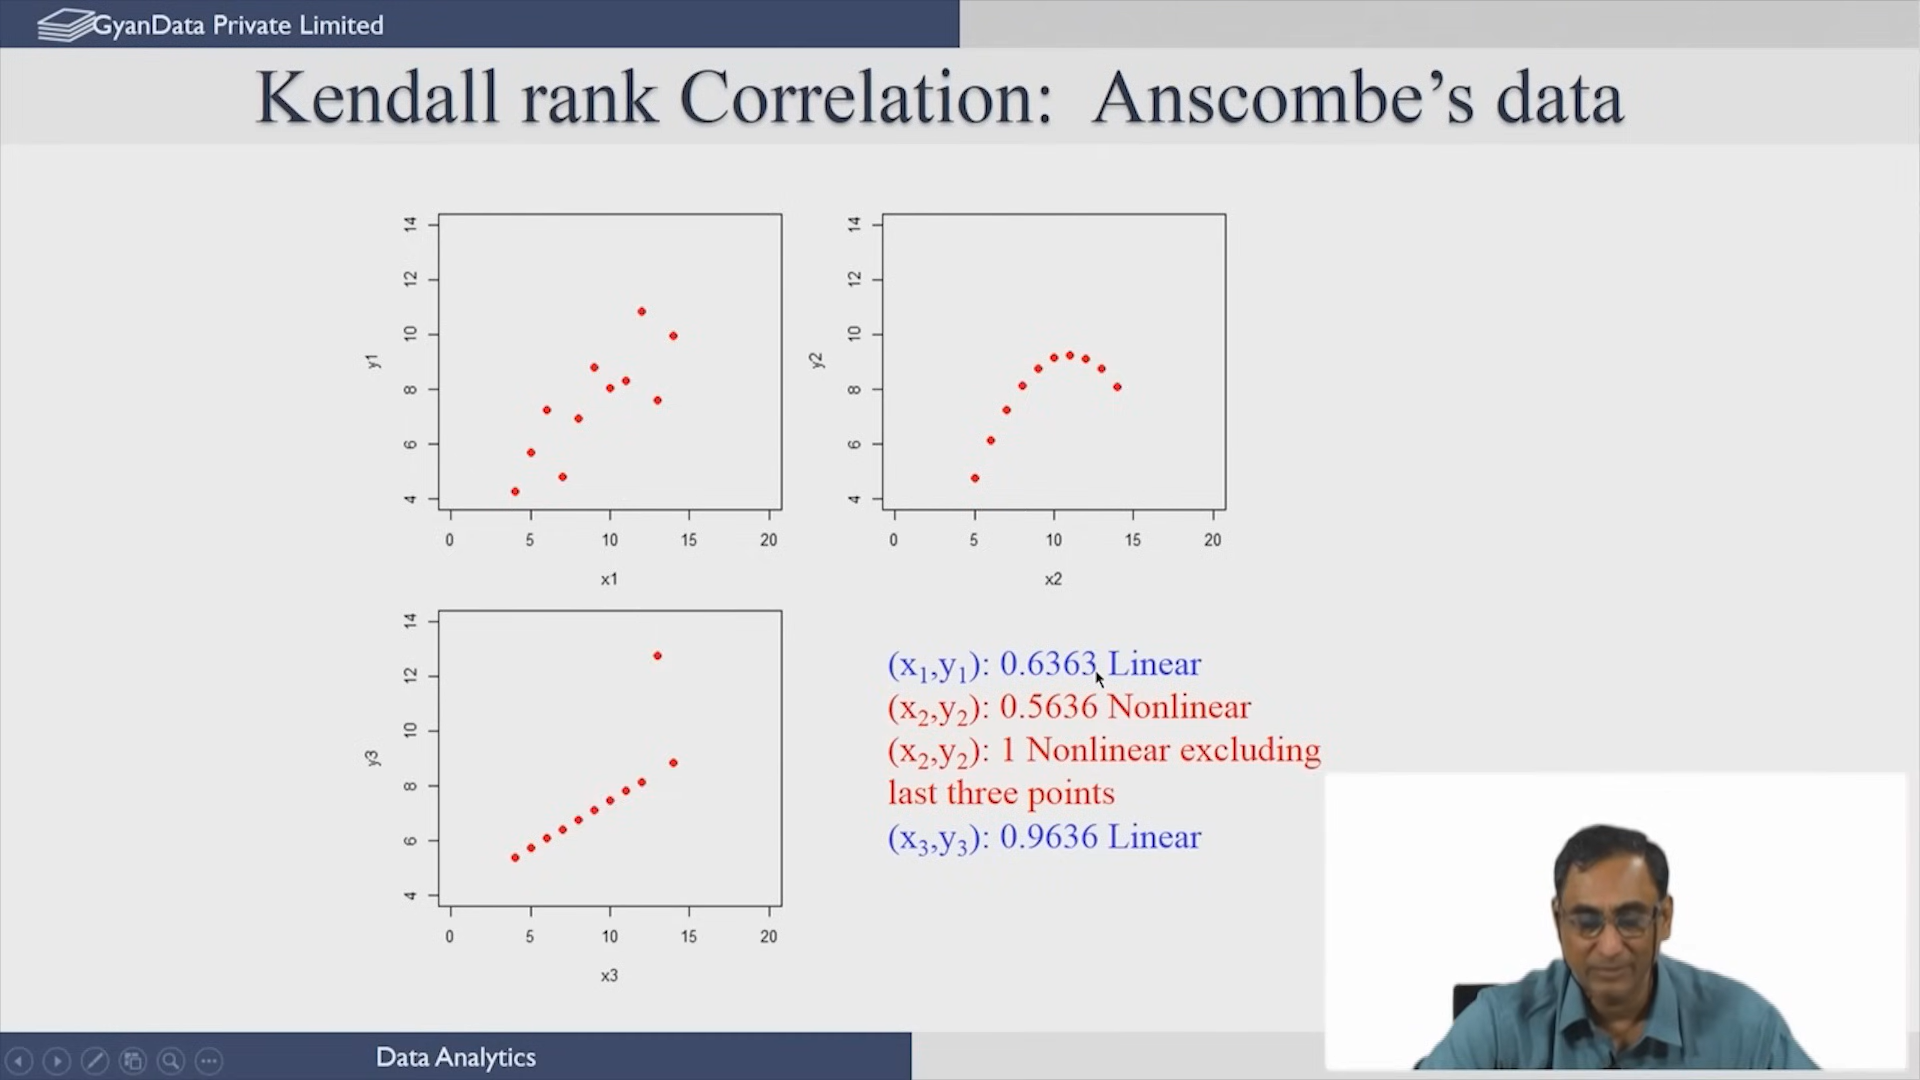 GyanData Private Limited
Kendall rank Correlation: Anscombe's data
14
12
10
8
6
4
y1
0 5 10 15 20
x1
14
12
10
8
6
4
y2
0 5 10 15 20
x2
14
12
10
8
6
4
y3
0 5 10 15 20
x3
(x1,y1): 0.6363 Linear
(x2,y2): 0.5636 Nonlinear
(x2,y2): 1 Nonlinear excluding
last three points
(x3,y3): 0.9636 Linear
Data Analytics